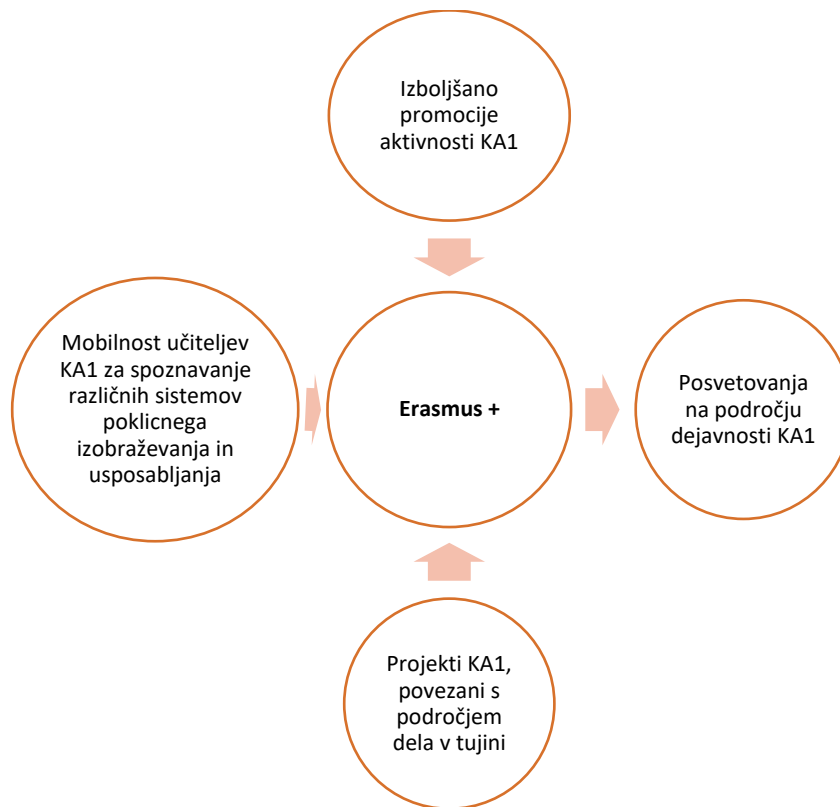 Izboljšano
promocije
aktivnosti KA1
Mobilnost učiteljev
KA1 za spoznavanje
različnih sistemov
poklicnega
izobraževanja in
usposabljanja
Erasmus +
Posvetovanja
na področju
dejavnosti KA1
Projekti KA1,
povezani s
področjem
dela v tujini